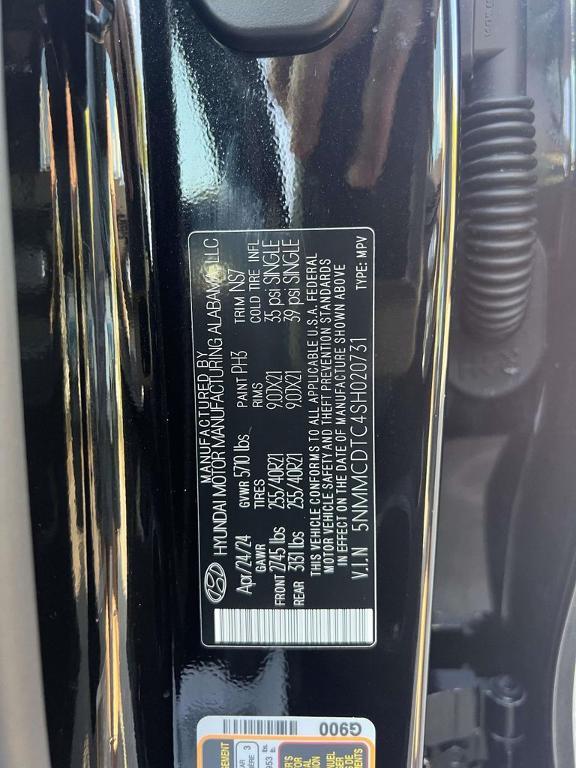 MANUFACTURED BY
HYUNDAI MOTOR MANUFACTURING ALABAMA, LLC
Apr/24/24 GVWR 5710 lbs PAINT PH3 TRIM NS7
GAWR TIRES RIMS COLD TIRE INFL
FRONT 2745 lbs 255/40R21 9.00X21 35 psi SINGLE
REAR 3131 lbs 255/40R21 9.00X21 39 psi SINGLE
THIS VEHICLE CONFORMS TO ALL APPLICABLE U.S.A. FEDERAL
MOTOR VEHICLE SAFETY AND THEFT PREVENTION STANDARDS
IN EFFECT ON THE DATE OF MANUFACTURE SHOWN ABOVE
V.I.N 5NMMCDTC4SH020731 TYPE: MPV
G900